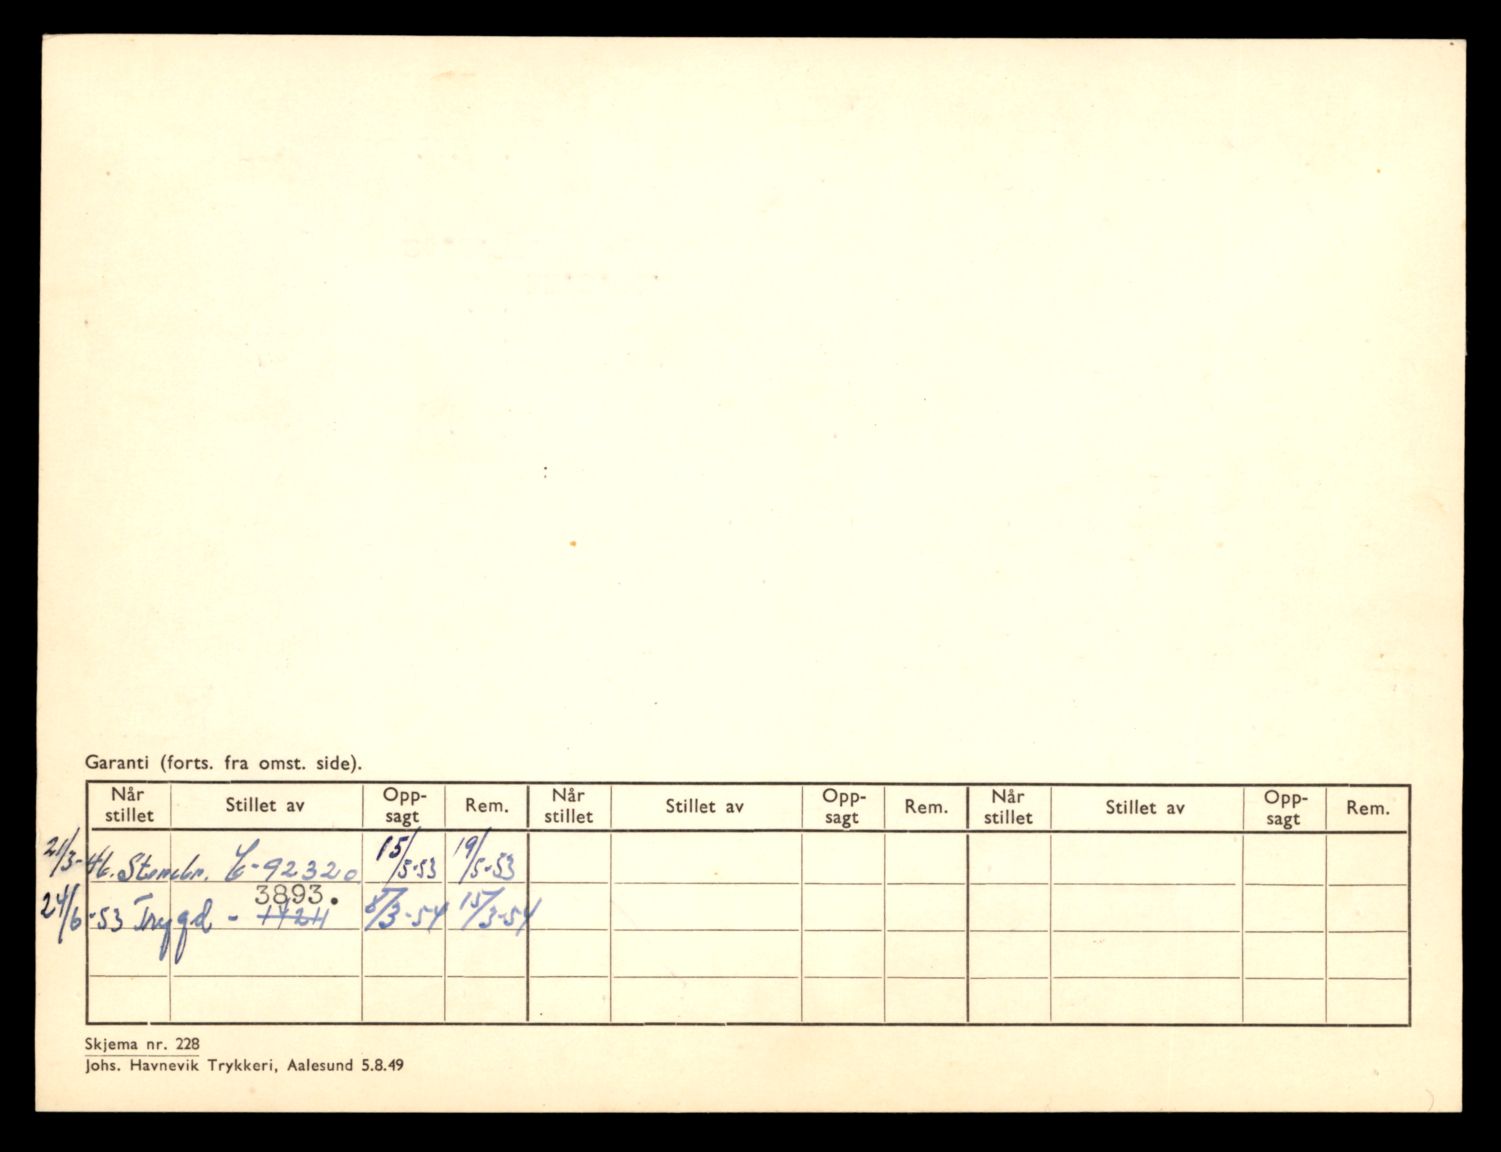 Garanti (forts. fra omst. side).
Når stillet Stillet av Opp- sagt Rem. Når stillet Stillet av Opp- sagt Rem. Når stillet Stillet av Opp- sagt Rem.
21/3-46. 92320 15/5-53 19/5-53
3893.
24/6-53 Trygd - 1124 8/3-54 15/3-54
Skjema nr. 228
Johs. Havnevik Trykkeri, Aalesund 5.8.49